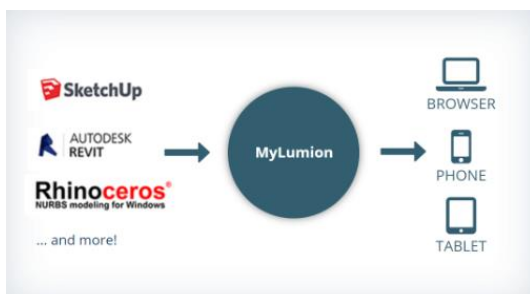 SketchUp
AUTODESK
REVIT
Rhinoceros®
NURBS modeling for Windows
... and more!
MyLumion
BROWSER
PHONE
TABLET